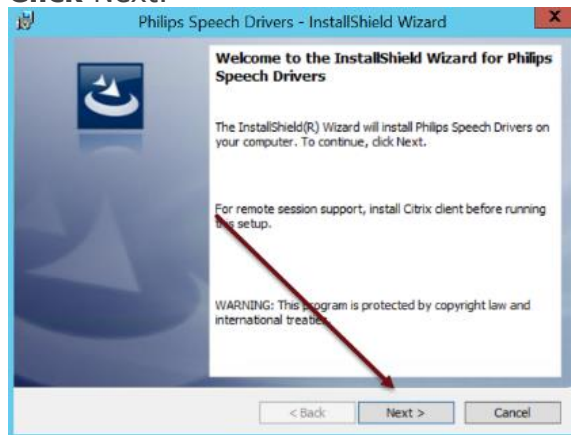 Click Next.
Philips Speech Drivers - InstallShield Wizard
X
Welcome to the InstallShield Wizard for Philips
Speech Drivers
The InstallShield(R) Wizard will install Philips Speech Drivers on
your computer. To continue, click Next.
For remote session support, install Citrix client before running
this setup.
WARNING: This program is protected by copyright law and
international treaties.
< Back
Next >
Cancel